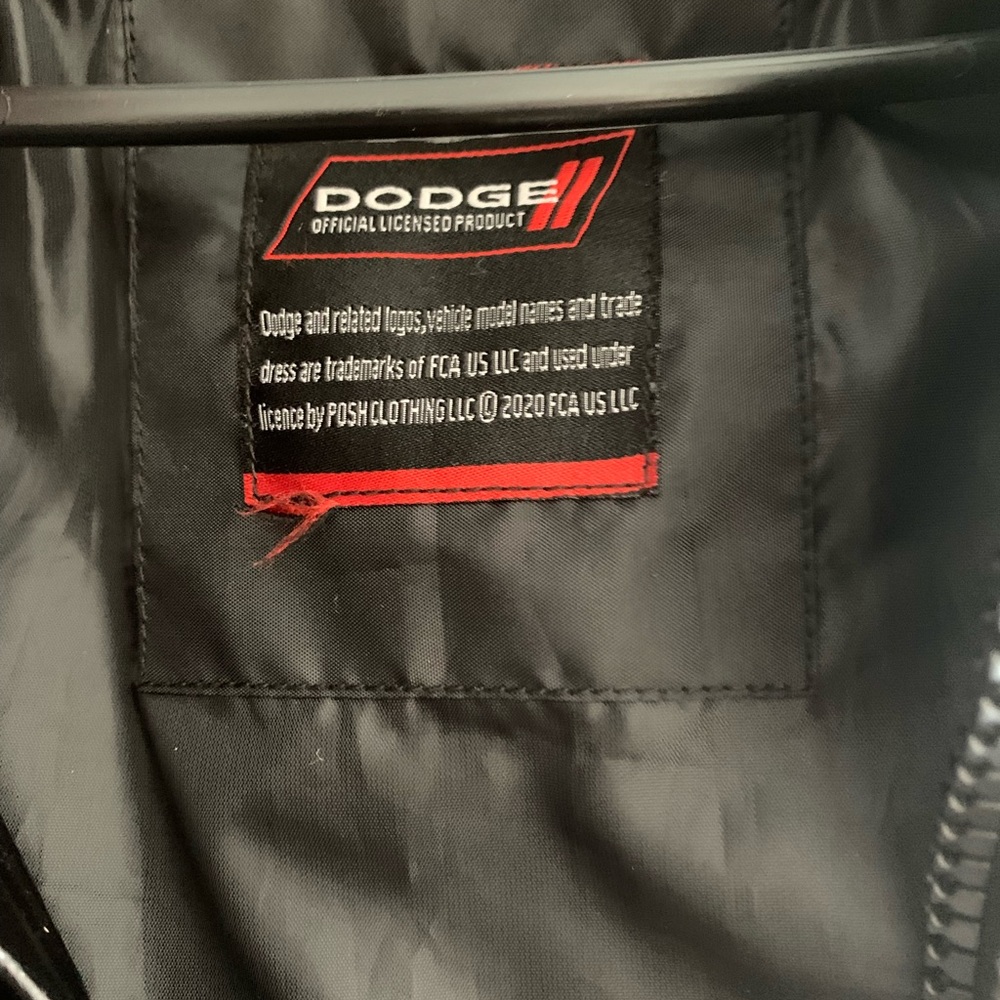 DODGE
OFFICIAL LICENSED PRODUCT
Dodge and related logos, vehicle model names and trade
dress are trademarks of FCA US LLC and used under
licence by POSH CLOTHING LLC © 2020 FCA US LLC